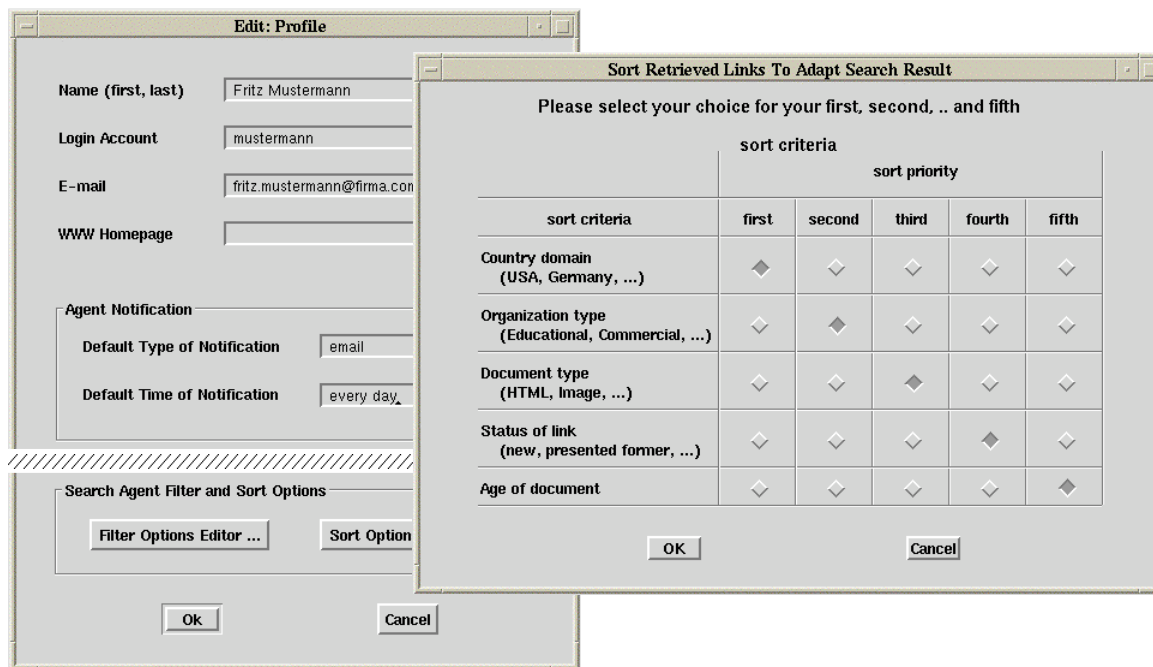 Edit: Profile
Name (first, last) Fritz Mustermann
Login Account mustermann
E-mail fritz.mustermann@firma.com
WWW Homepage
Agent Notification
Default Type of Notification email
Default Time of Notification every day
Search Agent Filter and Sort Options
Filter Options Editor ... Sort Option
Ok Cancel
Sort Retrieved Links To Adapt Search Result
Please select your choice for your first, second, .. and fifth
sort criteria
sort priority
sort criteria first second third fourth fifth
Country domain
(USA, Germany, ...)
Organization type
(Educational, Commercial, ...)
Document type
(HTML, Image, ...)
Status of link
(new, presented former, ...)
Age of document
OK Cancel